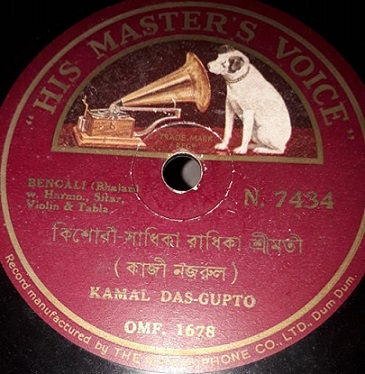 "HIS MASTER'S VOICE"
TRADE-MARK
BENGALI (Bhajan)
w. Harmo., Sitar,
Violin & Tabla.
N. 7434
কিশোরী সাধিকা রাধিকা শ্রীমতী
( কাজী নজরুল )
KAMAL DAS-GUPTO
OMF. 1678
Record manufactured by THE GRAMOPHONE CO., LTD., Dum Dum.